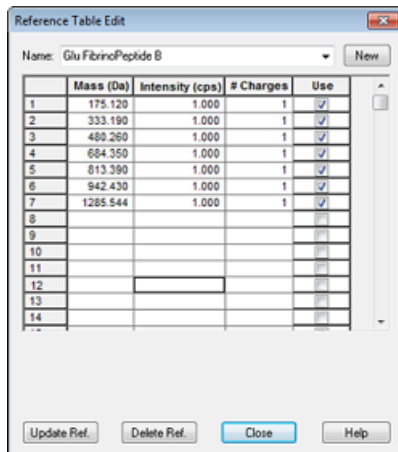 Reference Table Edit
Name: Glu FibrinoPeptide B New
Mass (Da) Intensity (cps) # Charges Use
1 175.120 1.000 1
2 333.190 1.000 1
3 480.260 1.000 1
4 684.350 1.000 1
5 813.390 1.000 1
6 942.430 1.000 1
7 1285.544 1.000 1
8
9
10
11
12
13
14
Update Ref. Delete Ref. Close Help